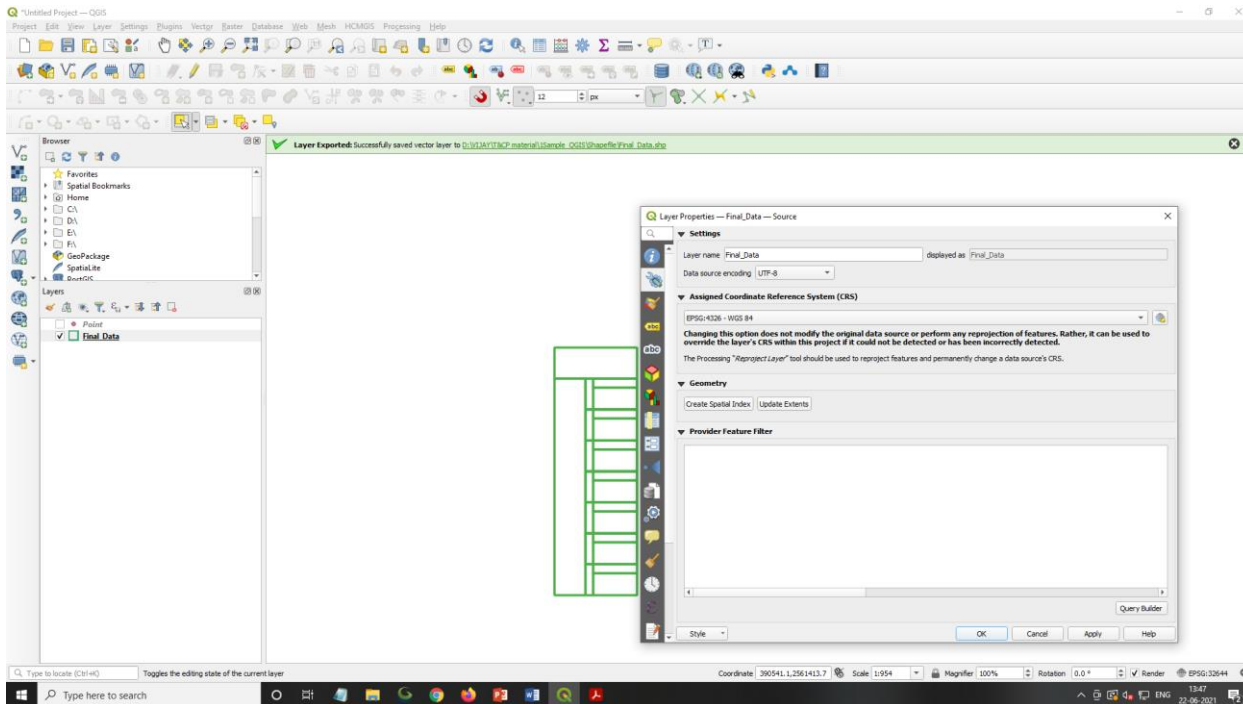 *Untitled Project — QGIS
Project Edit View Layer Settings Plugins Vector Raster Database Web Mesh HCMGIS Processing Help
12 px
Browser
Favorites
Spatial Bookmarks
Home
C:\
D:\
E:\
F:\
GeoPackage
SpatiaLite
PostGIS
Layers
Point
Final_Data
Layer Exported: Successfully saved vector layer to D:\VIJAY\T&CP material\Sample_QGIS\Shapefile\Final_Data.shp
Layer Properties — Final_Data — Source
Settings
Layer name Final_Data displayed as Final_Data
Data source encoding UTF-8
Assigned Coordinate Reference System (CRS)
EPSG:4326 - WGS 84
Changing this option does not modify the original data source or perform any reprojection of features. Rather, it can be used to
override the layer's CRS within this project if it could not be detected or has been incorrectly detected.
The Processing "Reproject Layer" tool should be used to reproject features and permanently change a data source's CRS.
Geometry
Create Spatial Index Update Extents
Provider Feature Filter
Query Builder
Style OK Cancel Apply Help
Type to locate (Ctrl+K) Toggles the editing state of the current layer Coordinate 390541.1,2561413.7 Scale 1:954 Magnifier 100% Rotation 0.0 ° Render EPSG:32644
Type here to search ENG 13:47
22-06-2021